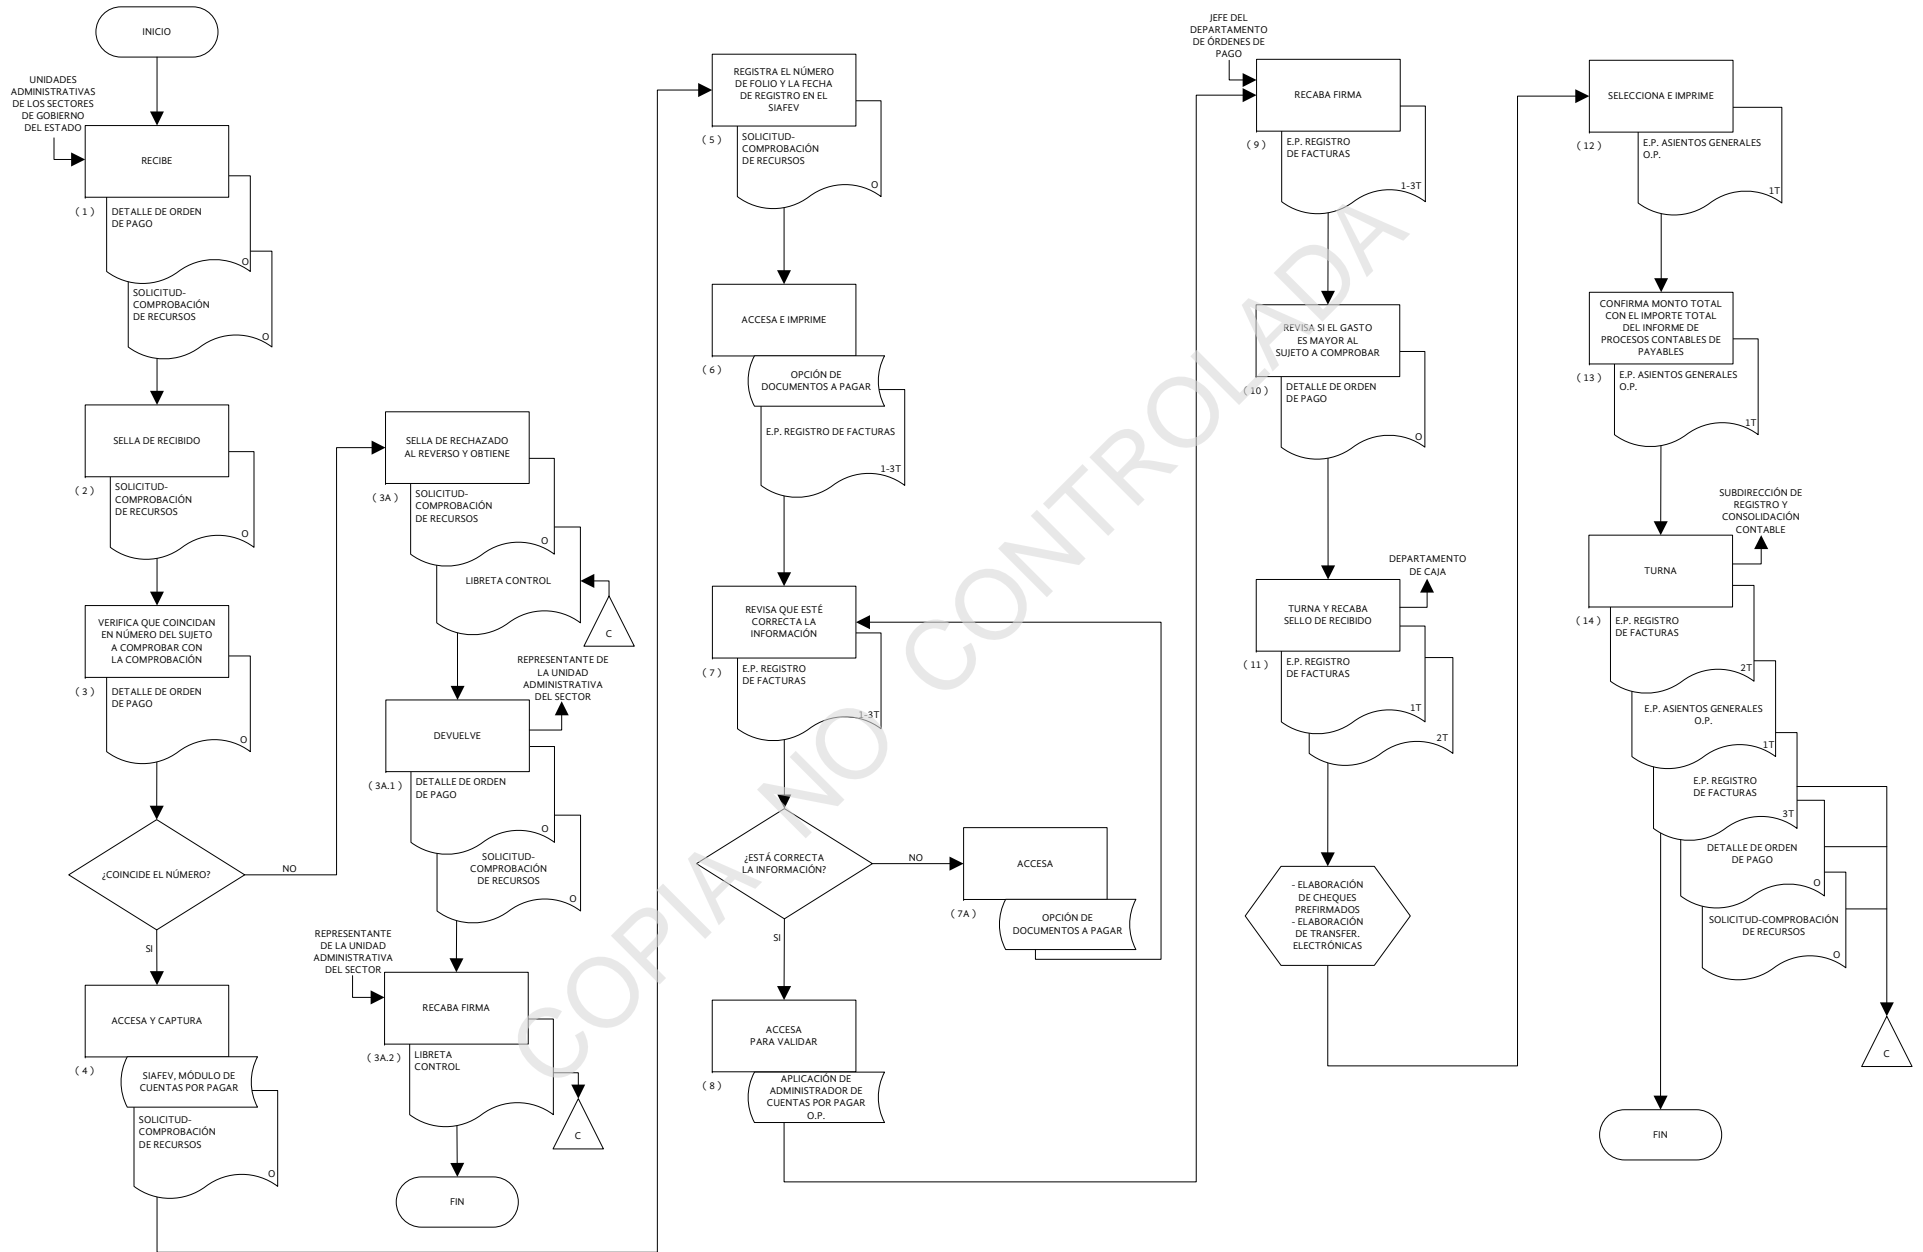 INICIO
UNIDADES
ADMINISTRATIVAS
DE LOS SECTORES
DE GOBIERNO
DEL ESTADO
RECIBE
( 1 )
DETALLE DE ORDEN
DE PAGO
O
SOLICITUD-
COMPROBACIÓN
DE RECURSOS
O
SELLA DE RECIBIDO
( 2 )
SOLICITUD-
COMPROBACIÓN
DE RECURSOS
O
VERIFICA QUE COINCIDAN
EN NÚMERO DEL SUJETO
A COMPROBAR CON
LA COMPROBACIÓN
( 3 )
DETALLE DE ORDEN
DE PAGO
O
¿COINCIDE EL NÚMERO?
NO
SI
ACCESA Y CAPTURA
( 4 )
SIAFEV, MÓDULO DE
CUENTAS POR PAGAR
SOLICITUD-
COMPROBACIÓN
DE RECURSOS
O
SELLA DE RECHAZADO
AL REVERSO Y OBTIENE
( 3A )
SOLICITUD-
COMPROBACIÓN
DE RECURSOS
O
LIBRETA CONTROL
C
REPRESENTANTE DE
LA UNIDAD
ADMINISTRATIVA
DEL SECTOR
DEVUELVE
( 3A.1 )
DETALLE DE ORDEN
DE PAGO
O
SOLICITUD-
COMPROBACIÓN
DE RECURSOS
O
REPRESENTANTE
DE LA UNIDAD
ADMINISTRATIVA
DEL SECTOR
RECABA FIRMA
( 3A.2 )
LIBRETA
CONTROL
C
FIN
REGISTRA EL NÚMERO
DE FOLIO Y LA FECHA
DE REGISTRO EN EL
SIAFEV
( 5 )
SOLICITUD-
COMPROBACIÓN
DE RECURSOS
O
ACCESA E IMPRIME
( 6 )
OPCIÓN DE
DOCUMENTOS A PAGAR
E.P. REGISTRO DE FACTURAS
1-3T
REVISA QUE ESTÉ
CORRECTA LA
INFORMACIÓN
( 7 )
E.P. REGISTRO
DE FACTURAS
1-3T
¿ESTÁ CORRECTA
LA INFORMACIÓN?
NO
SI
ACCESA
( 7A )
OPCIÓN DE
DOCUMENTOS A PAGAR
ACCESA
PARA VALIDAR
( 8 )
APLICACIÓN DE
ADMINISTRADOR DE
CUENTAS POR PAGAR
O.P.
JEFE DEL
DEPARTAMENTO
DE ÓRDENES DE
PAGO
RECABA FIRMA
( 9 )
E.P. REGISTRO
DE FACTURAS
1-3T
REVISA SI EL GASTO
ES MAYOR AL
SUJETO A COMPROBAR
( 10 )
DETALLE DE ORDEN
DE PAGO
O
DEPARTAMENTO
DE CAJA
TURNA Y RECABA
SELLO DE RECIBIDO
( 11 )
E.P. REGISTRO
DE FACTURAS
1T
2T
- ELABORACIÓN
DE CHEQUES
PREFIRMADOS
- ELABORACIÓN
DE TRANSFER.
ELECTRÓNICAS
SELECCIONA E IMPRIME
( 12 )
E.P. ASIENTOS GENERALES
O.P.
1T
CONFIRMA MONTO TOTAL
CON EL IMPORTE TOTAL
DEL INFORME DE
PROCESOS CONTABLES DE
PAYABLES
( 13 )
E.P. ASIENTOS GENERALES
O.P.
1T
SUBDIRECCIÓN DE
REGISTRO Y
CONSOLIDACIÓN
CONTABLE
TURNA
( 14 )
E.P. REGISTRO
DE FACTURAS
2T
E.P. ASIENTOS GENERALES
O.P.
1T
E.P. REGISTRO
DE FACTURAS
3T
DETALLE DE ORDEN
DE PAGO
O
SOLICITUD-COMPROBACIÓN
DE RECURSOS
O
C
FIN
COPIA NO CONTROLADA